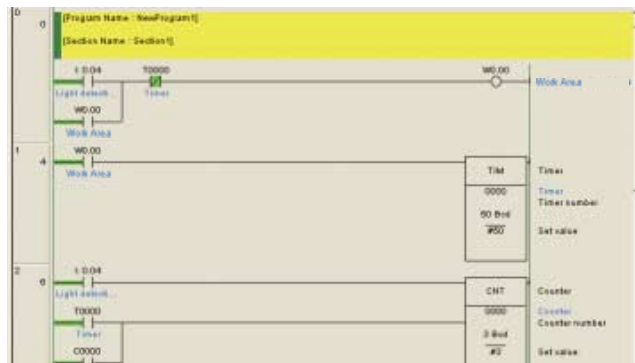 0
0
[Program Name : NewProgram1]
[Section Name : Section1]
I: 0.04 T0000 W0.00
Light detecti... Timer Work Area
W0.00
Work Area
1
4
W0.00
Work Area
TIM Timer
0000 Timer
Timer number
50 Bcd
#50 Set value
2
6
I: 0.04
Light detecti...
CNT Counter
T0000
0000 Counter
Timer
Counter number
3 Bcd
C0000
#3 Set value